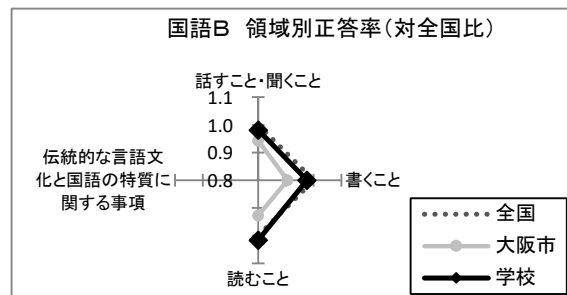 国語B 領域別正答率(対全国比)
話すこと・聞くこと
1.1
1.0
0.9
0.8
伝統的な言語文
化と国語の特質に
関する事項
書くこと
読むこと
全国
大阪市
学校